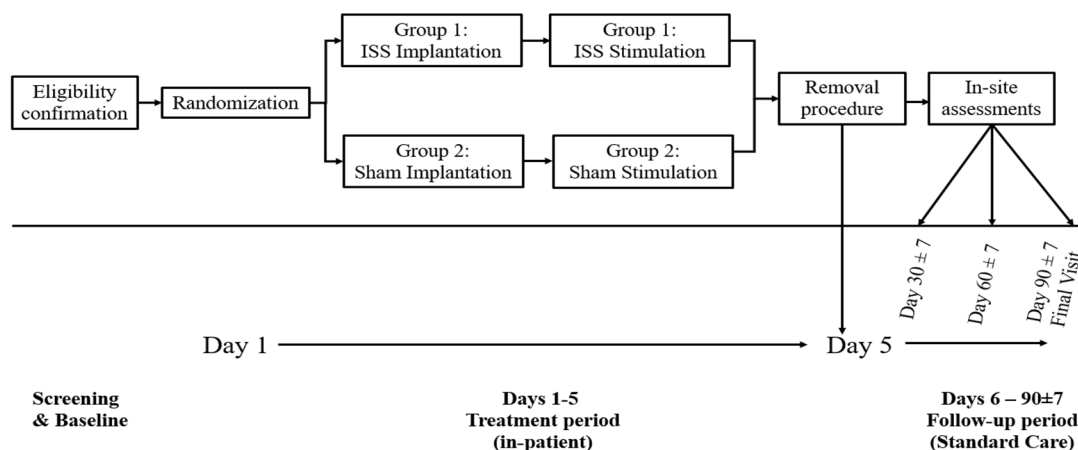 Eligibility
confirmation
Randomization
Group 1:
ISS Implantation
Group 1:
ISS Stimulation
Group 2:
Sham Implantation
Group 2:
Sham Stimulation
Removal
procedure
In-site
assessments
Day 30 ± 7
Day 60 ± 7
Day 90 ± 7
Final Visit
Day 1
Day 5
Screening
& Baseline
Days 1-5
Treatment period
(in-patient)
Days 6 – 90±7
Follow-up period
(Standard Care)